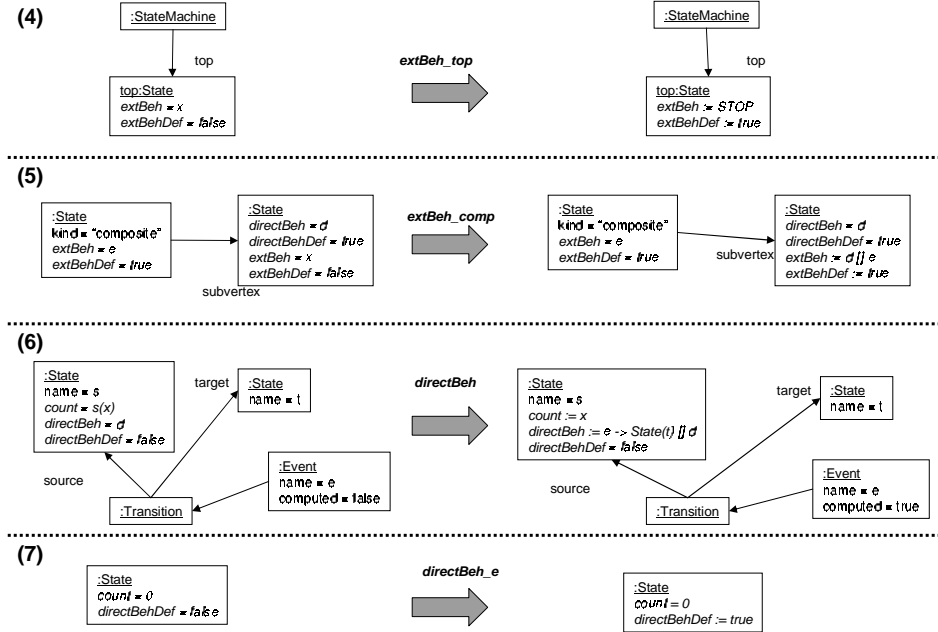 (4)
:StateMachine
top
top:State
extBeh = x
extBehDef = false
extBeh_top
:StateMachine
top
top:State
extBeh := STOP
extBehDef := true
(5)
:State
kind = "composite"
extBeh = e
extBehDef = true
:State
directBeh = d
directBehDef = true
extBeh = x
extBehDef = false
subvertex
extBeh_comp
:State
kind = "composite"
extBeh = e
extBehDef = true
:State
directBeh = d
directBehDef = true
extBeh := d [] e
extBehDef := true
subvertex
(6)
:State
name = s
count = s(x)
directBeh = d
directBehDef = false
target
:State
name = t
source
:Event
name = e
computed = false
:Transition
directBeh
:State
name = s
count := x
directBeh := e -> State(t) [] d
directBehDef = false
target
:State
name = t
source
:Event
name = e
computed = true
:Transition
(7)
:State
count = 0
directBehDef = false
directBeh_e
:State
count = 0
directBehDef := true